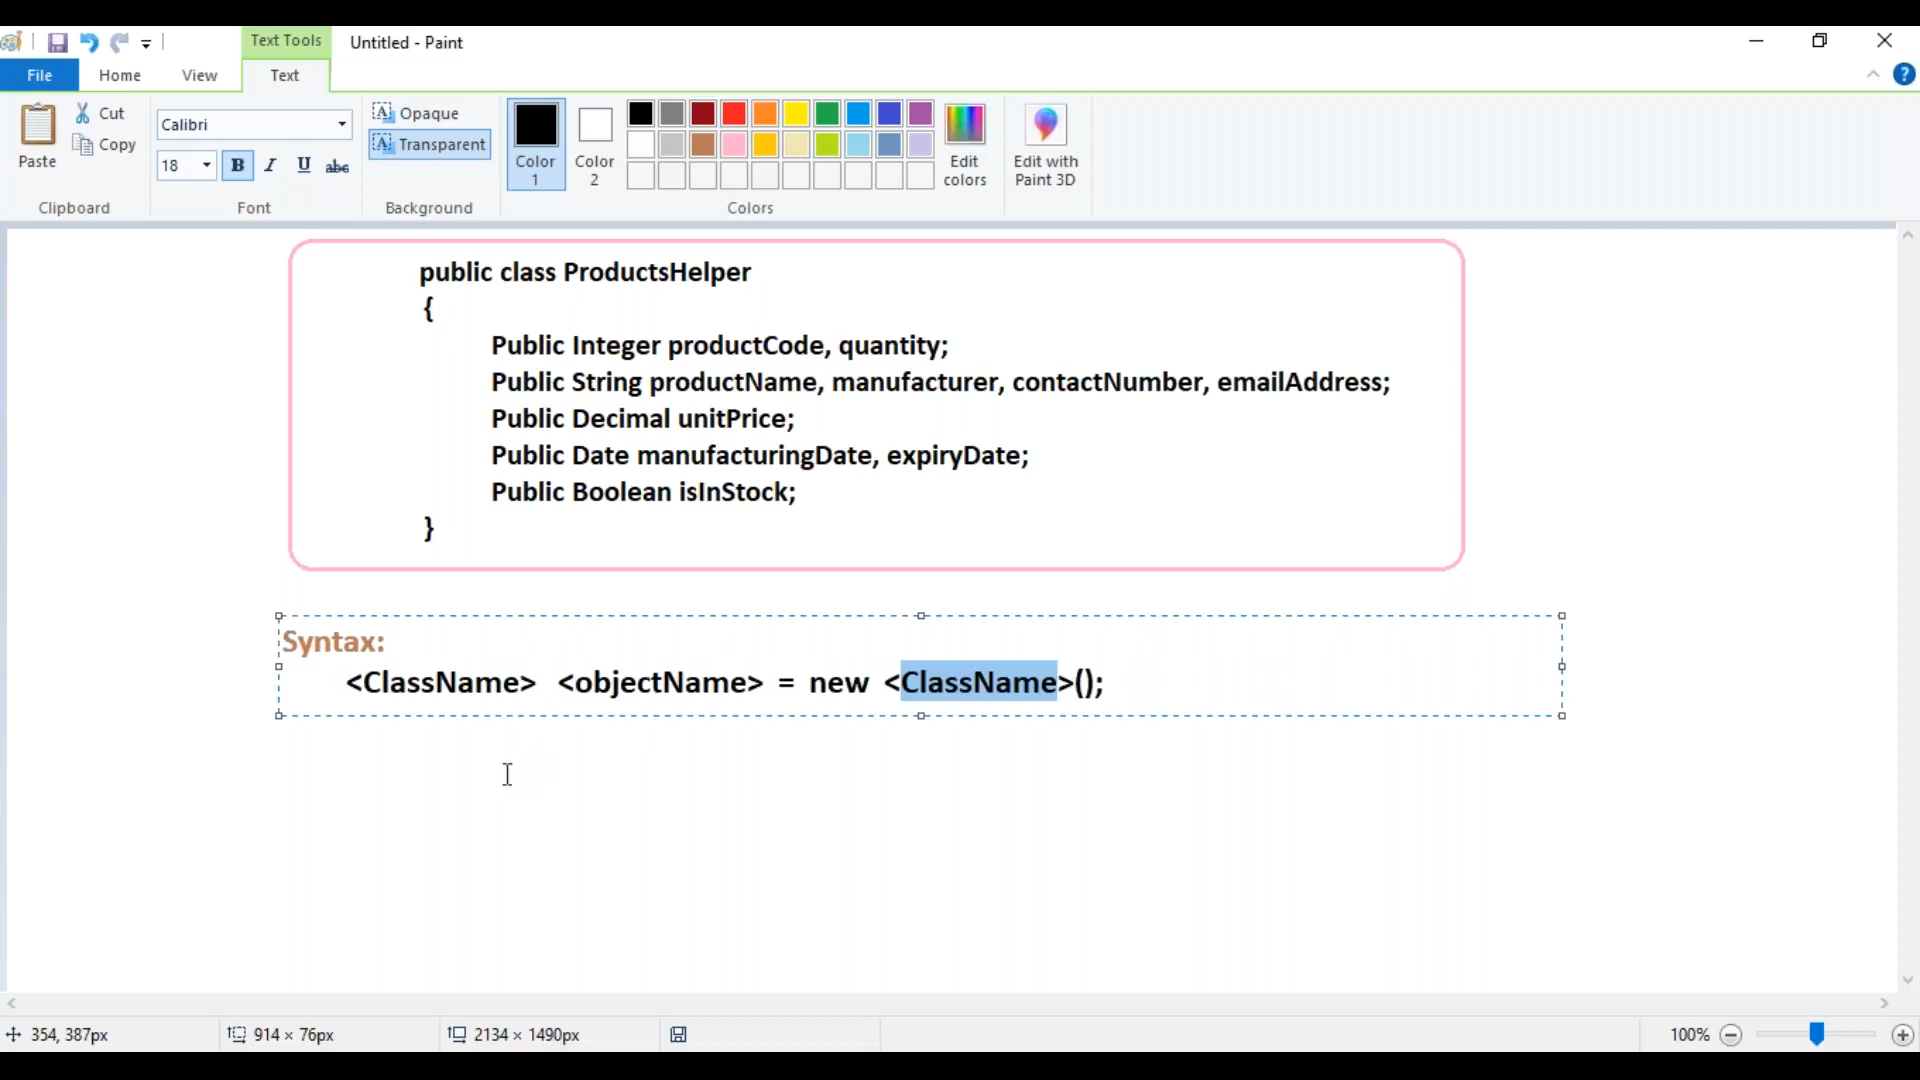 Text Tools
Untitled - Paint
File
Home
View
Text
Paste
Cut
Copy
Calibri
18
B
I
U
abc
Opaque
Transparent
Color
1
Color
2
Edit
colors
Edit with
Paint 3D
Clipboard
Font
Background
Colors
public class ProductsHelper
{
Public Integer productCode, quantity;
Public String productName, manufacturer, contactNumber, emailAddress;
Public Decimal unitPrice;
Public Date manufacturingDate, expiryDate;
Public Boolean isInStock;
}
Syntax:
<ClassName> <objectName> = new <ClassName>();
354, 387px
914 × 76px
2134 × 1490px
100%